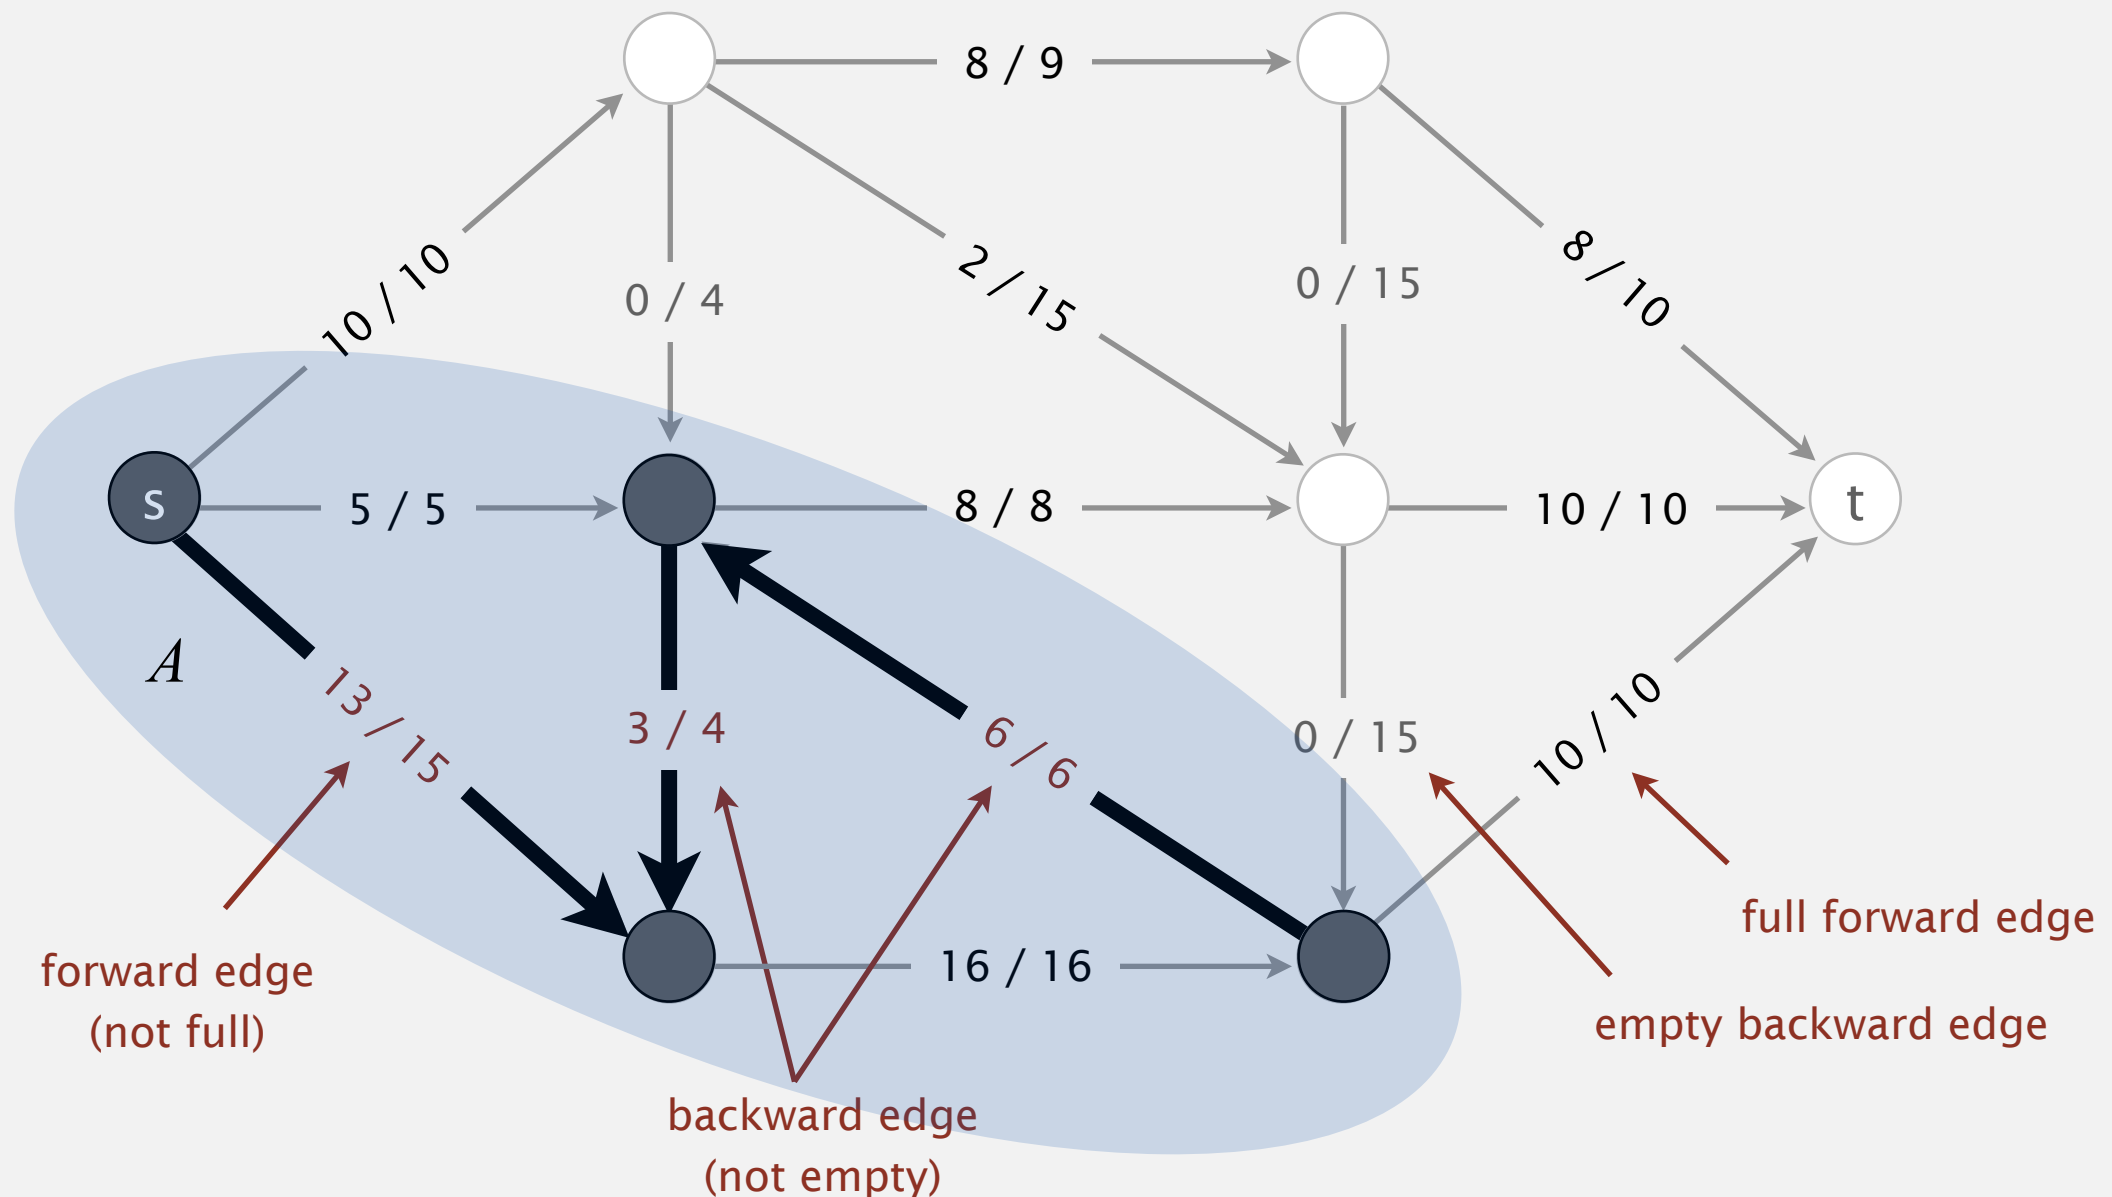 8 / 9
10 / 10
0 / 4
2 / 15
0 / 15
8 / 10
s
5 / 5
8 / 8
10 / 10
t
A
13 / 15
3 / 4
6 / 6
0 / 15
10 / 10
16 / 16
full forward edge
forward edge
(not full)
empty backward edge
backward edge
(not empty)